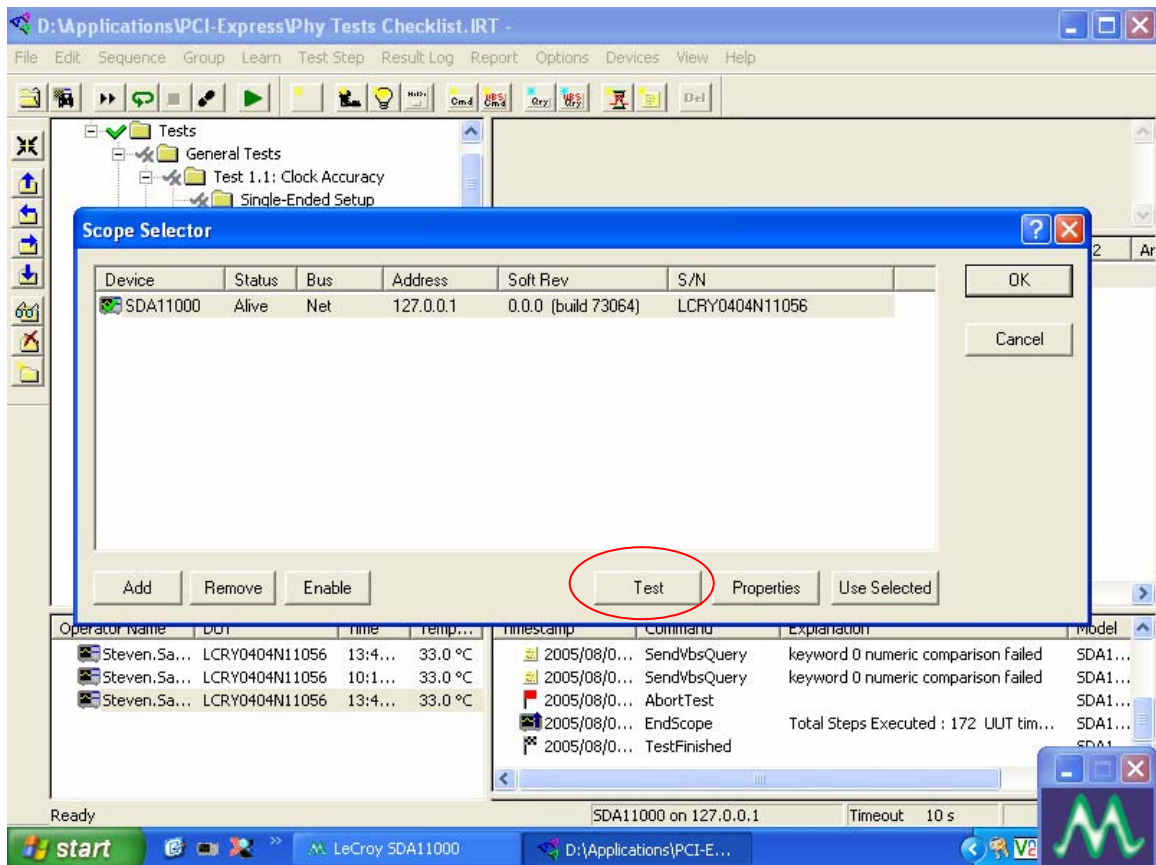 D:\Applications\PCI-Express\Phy Tests Checklist.IRT -
File Edit Sequence Group Learn Test Step Result Log Report Options Devices View Help
Cmd VBS Cmd Qry VBS Qry Del
Tests
General Tests
Test 1.1: Clock Accuracy
Single-Ended Setup
Scope Selector
2 Ar
Device Status Bus Address Soft Rev S/N
SDA11000 Alive Net 127.0.0.1 0.0.0 (build 73064) LCRY0404N11056
OK
Cancel
Add Remove Enable Test Properties Use Selected
Operator Name DUT Time Temp... Timestamp Command Explanation Model
Steven.Sa... LCRY0404N11056 13:4... 33.0 °C 2005/08/0... SendVbsQuery keyword 0 numeric comparison failed SDA1...
Steven.Sa... LCRY0404N11056 10:1... 33.0 °C 2005/08/0... SendVbsQuery keyword 0 numeric comparison failed SDA1...
Steven.Sa... LCRY0404N11056 13:4... 33.0 °C 2005/08/0... AbortTest SDA1...
2005/08/0... EndScope Total Steps Executed : 172 UUT tim... SDA1...
2005/08/0... TestFinished SDA1
Ready SDA11000 on 127.0.0.1 Timeout 10 s
start LeCroy SDA11000 D:\Applications\PCI-E...